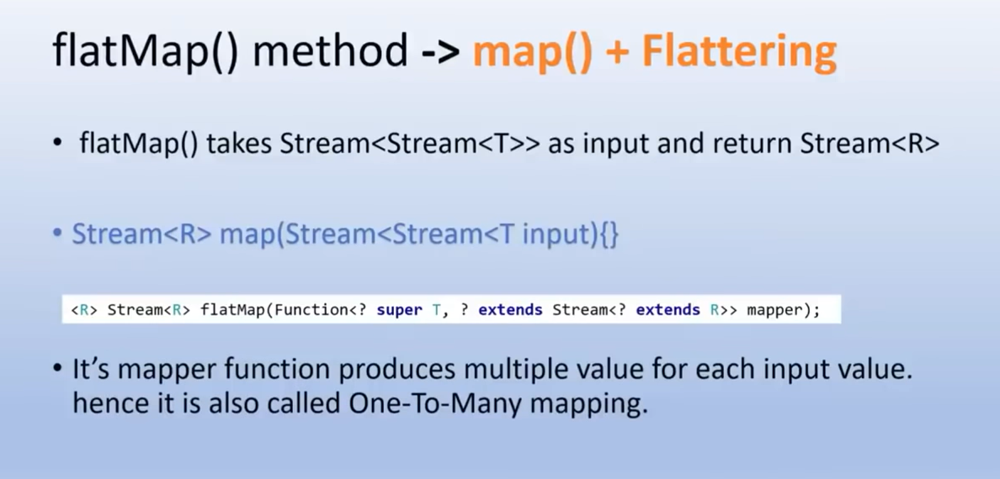 flatMap() method -> map() + Flattering
• flatMap() takes Stream<Stream<T>> as input and return Stream<R>
• Stream<R> map(Stream<Stream<T input){}
<R> Stream<R> flatMap(Function<? super T, ? extends Stream<? extends R>> mapper);
• It's mapper function produces multiple value for each input value.
hence it is also called One-To-Many mapping.